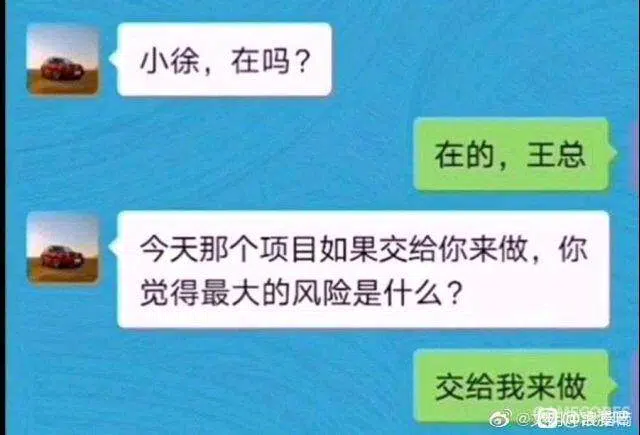 小徐，在吗？
在的，王总
今天那个项目如果交给你来做，你
觉得最大的风险是什么？
交给我来做